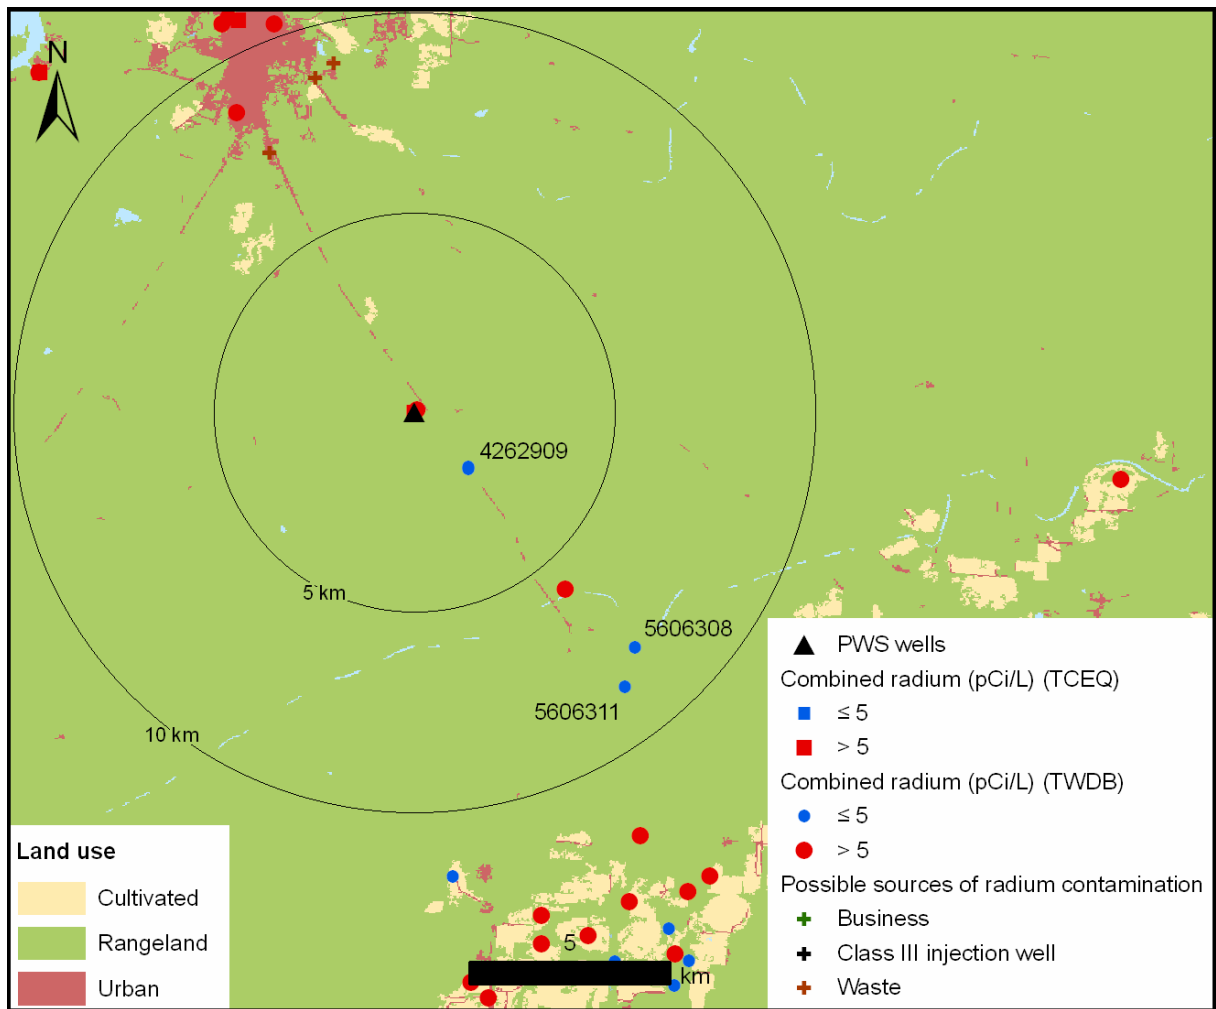 N
4262909
5 km
5606308
5606311
10 km
PWS wells
Combined radium (pCi/L) (TCEQ)
≤ 5
> 5
Combined radium (pCi/L) (TWDB)
≤ 5
> 5
Possible sources of radium contamination
Business
Class III injection well
Waste
Land use
Cultivated
Rangeland
Urban
5
km